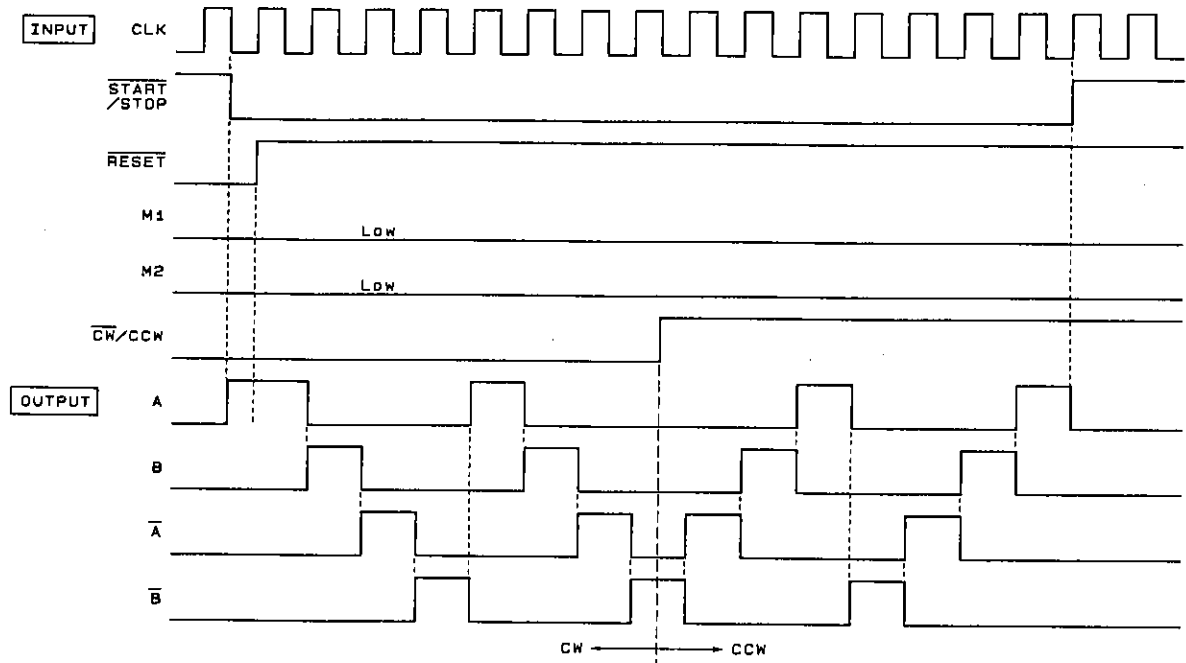 INPUT CLK
START
/STOP
RESET
M1
LOW
M2
LOW
CW/CCW
OUTPUT A
B
A
B
CW CCW